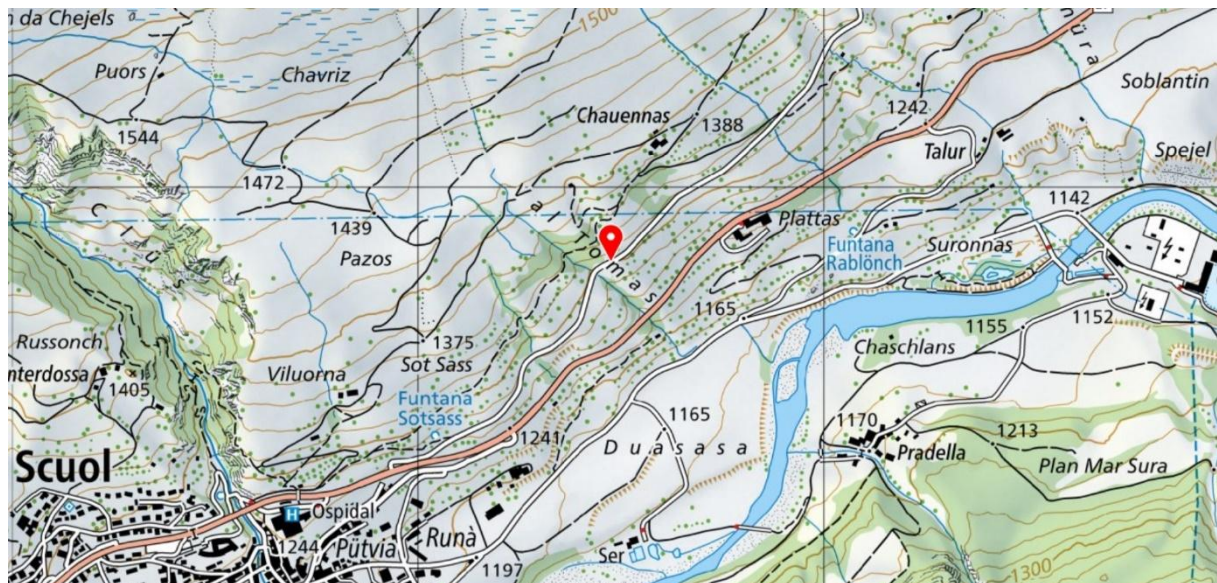 n da Chejels
1500
Puors
Chavriz
Soblantin
Chauennas
1388
1242
1544
Talur
Spejel
1472
Clüs
1439
Plattas
1142
Pazos
Funtana
Rablönch
Suronnas
1165
1155
1152
Russonch
1375
Sot Sass
Chaschlans
nterdossa
1405
Viluorna
Funtana
Sotsass
1165
1170
1241
Duasasa
1213
Pradella
Plan Mar Sura
Scuol
H
Ospidal
Pütvia
Runà
1244
Ser
1197
1300